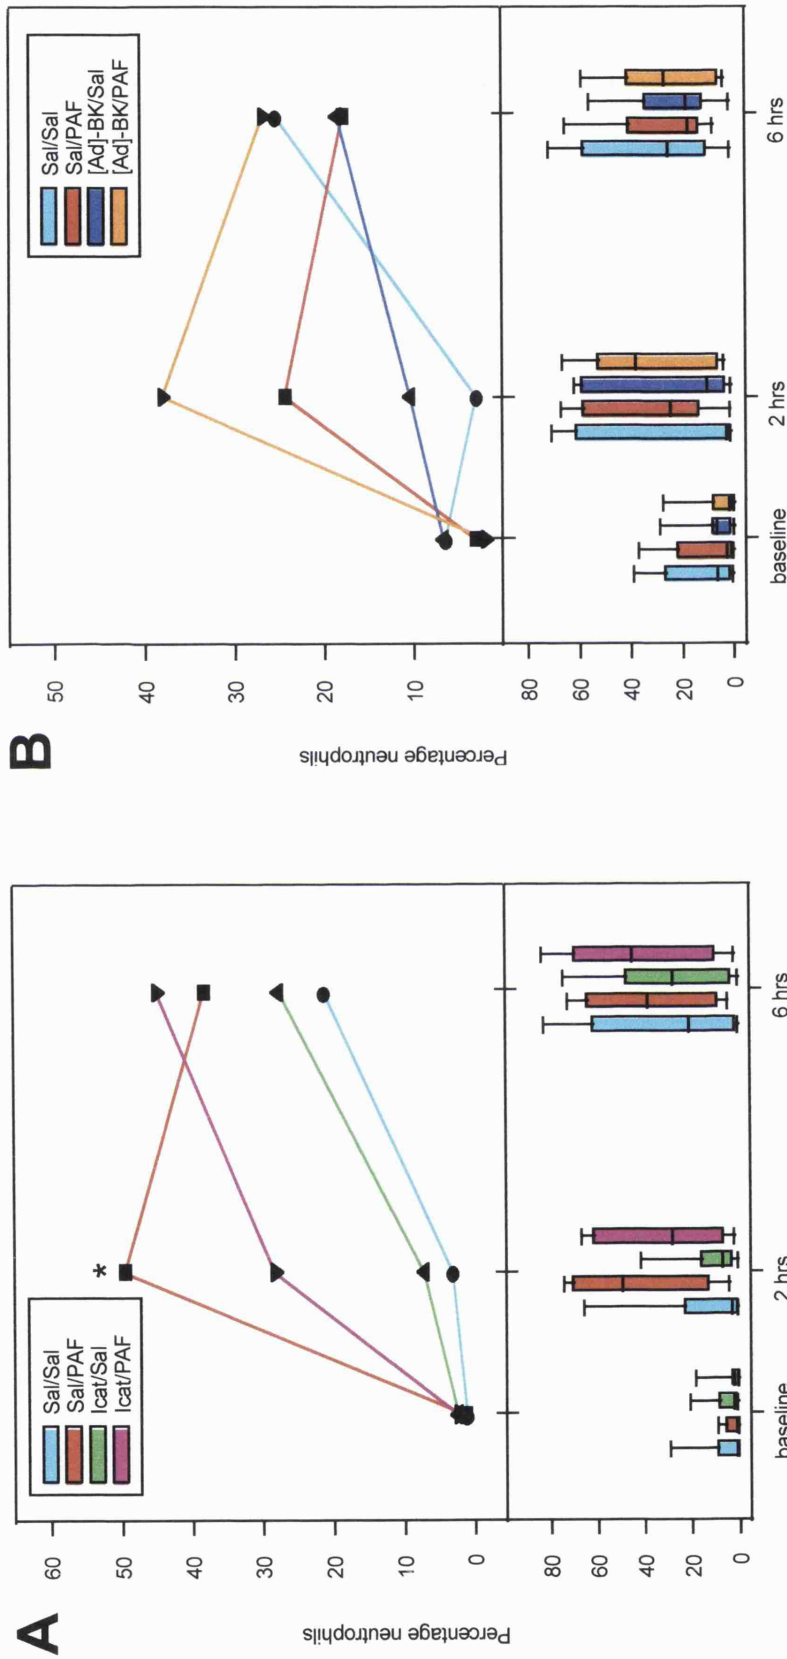 A
Percentage neutrophils
60
50
40
30
20
10
0
Sal/Sal
Sal/PAF
Icat/Sal
Icat/PAF
*
80
60
40
20
0
baseline
2 hrs
6 hrs
B
Percentage neutrophils
50
40
30
20
10
Sal/Sal
Sal/PAF
[Ad]-BK/Sal
[Ad]-BK/PAF
80
60
40
20
0
baseline
2 hrs
6 hrs